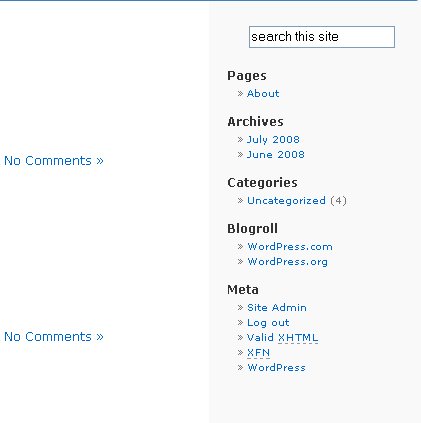 search this site
Pages
» About
Archives
» July 2008
» June 2008
No Comments »
Categories
» Uncategorized (4)
Blogroll
» WordPress.com
» WordPress.org
Meta
» Site Admin
» Log out
» Valid XHTML
» XFN
» WordPress
No Comments »